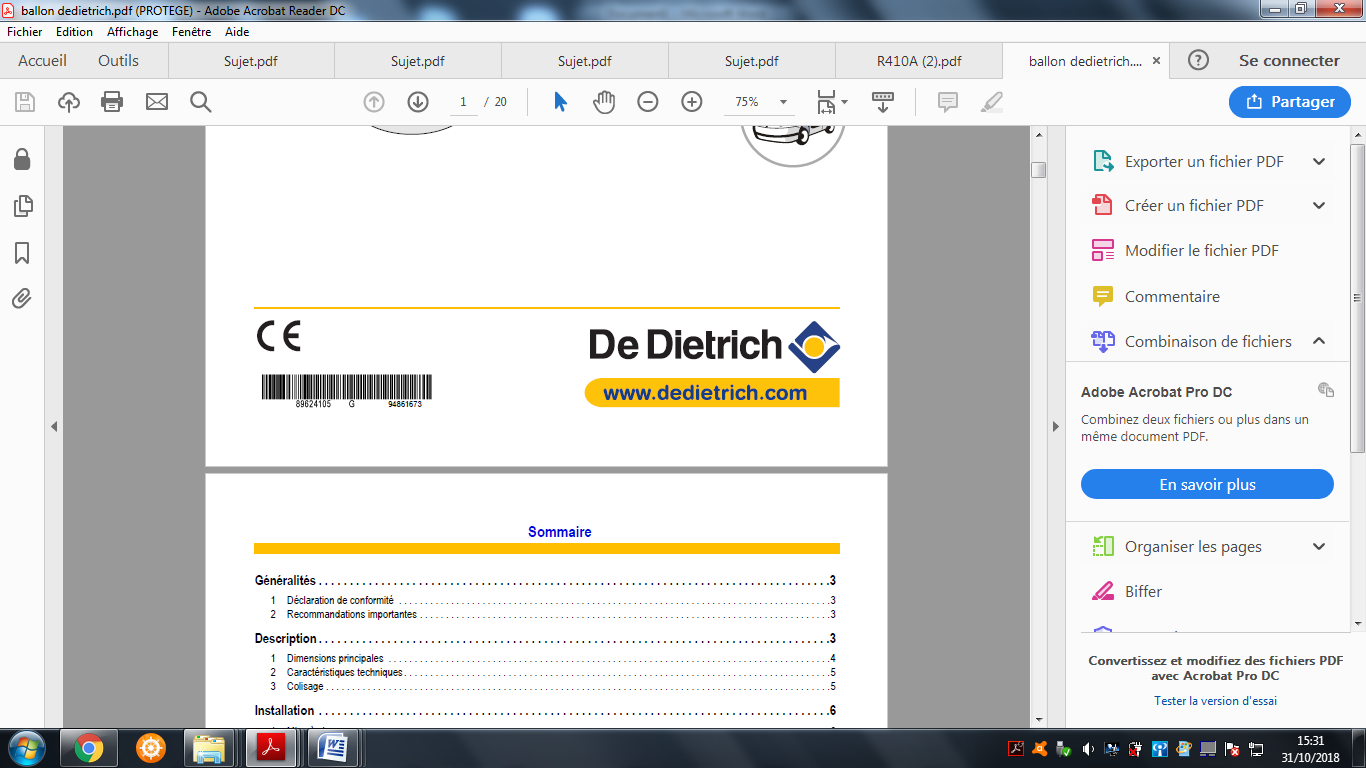 ballon dedietrich.pdf (PROTEGE) - Adobe Acrobat Reader DC
Fichier Edition Affichage Fenêtre Aide
Accueil Outils Sujet.pdf Sujet.pdf Sujet.pdf Sujet.pdf R410A (2).pdf ballon dedietrich.... Se connecter
1 / 20 75% Partager
CE
De Dietrich
www.dedietrich.com
89624105 G 94861673
Sommaire
Généralités 3
1 Déclaration de conformité 3
2 Recommandations importantes 3
Description 3
1 Dimensions principales 4
2 Caractéristiques techniques 5
3 Colisage 5
Installation 6
Exporter un fichier PDF
Créer un fichier PDF
Modifier le fichier PDF
Commentaire
Combinaison de fichiers
Adobe Acrobat Pro DC
Combinez deux fichiers ou plus dans un
même document PDF.
En savoir plus
Organiser les pages
Biffer
Convertissez et modifiez des fichiers PDF
avec Acrobat Pro DC
Tester la version d'essai
15:31
31/10/2018